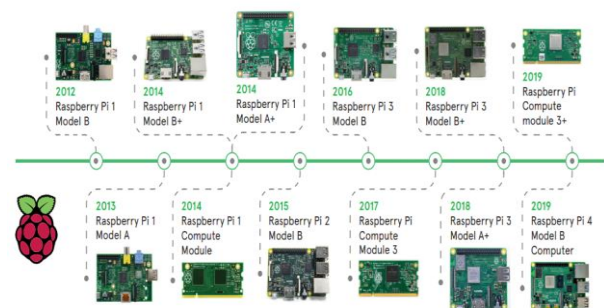 2012
Raspberry Pi 1
Model B
2014
Raspberry Pi 1
Model B+
2014
Raspberry Pi 1
Model A+
2016
Raspberry Pi 3
Model B
2018
Raspberry Pi 3
Model B+
2019
Raspberry Pi
Compute
module 3+
2013
Raspberry Pi 1
Model A
2014
Raspberry Pi 1
Compute
Module
2015
Raspberry Pi 2
Model B
2017
Raspberry Pi
Compute
Module 3
2018
Raspberry Pi 3
Model A+
2019
Raspberry Pi 4
Model B
Computer